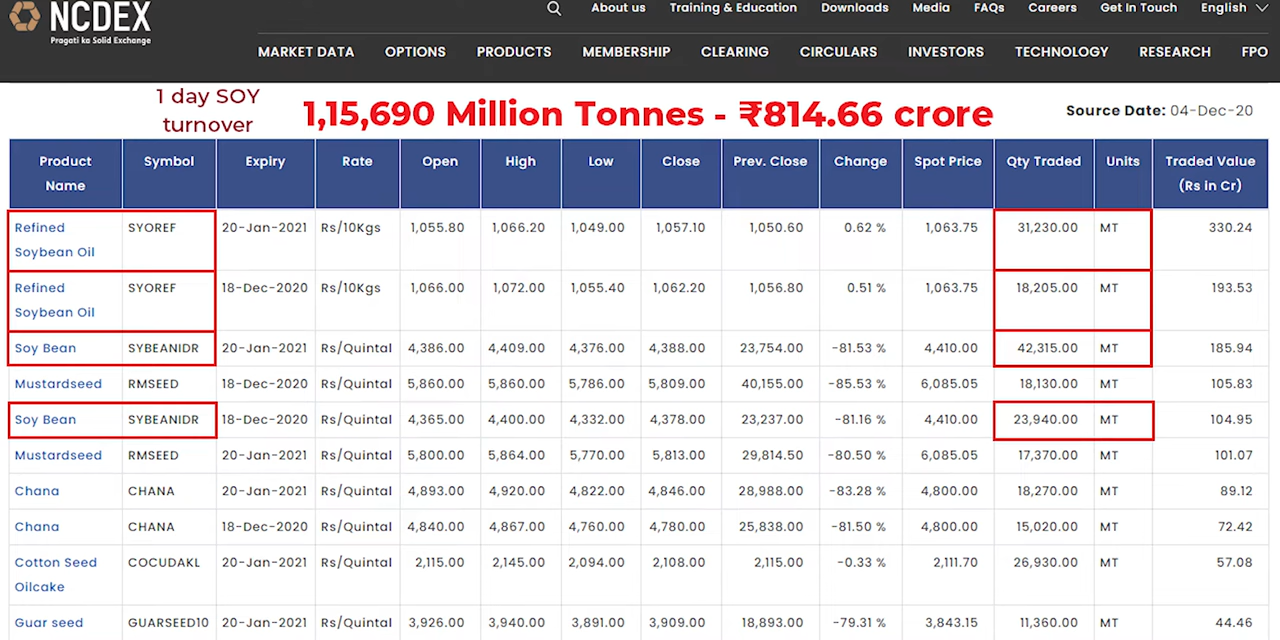 NCDEX
Pragati ka Solid Exchange
About us Training & Education Downloads Media FAQs Careers Get In Touch English
MARKET DATA OPTIONS PRODUCTS MEMBERSHIP CLEARING CIRCULARS INVESTORS TECHNOLOGY RESEARCH FPO
1 day SOY
turnover
1,15,690 Million Tonnes - ₹814.66 crore
Source Date: 04-Dec-20
Product Name Symbol Expiry Rate Open High Low Close Prev. Close Change Spot Price Qty Traded Units Traded Value (Rs in Cr)
Refined Soybean Oil SYOREF 20-Jan-2021 Rs/10Kgs 1,055.80 1,066.20 1,049.00 1,057.10 1,050.60 0.62 % 1,063.75 31,230.00 MT 330.24
Refined Soybean Oil SYOREF 18-Dec-2020 Rs/10Kgs 1,066.00 1,072.00 1,055.40 1,062.20 1,056.80 0.51 % 1,063.75 18,205.00 MT 193.53
Soy Bean SYBEANIDR 20-Jan-2021 Rs/Quintal 4,386.00 4,409.00 4,376.00 4,388.00 23,754.00 -81.53 % 4,410.00 42,315.00 MT 185.94
Mustardseed RMSEED 18-Dec-2020 Rs/Quintal 5,860.00 5,860.00 5,786.00 5,809.00 40,155.00 -85.53 % 6,085.05 18,130.00 MT 105.83
Soy Bean SYBEANIDR 18-Dec-2020 Rs/Quintal 4,365.00 4,400.00 4,332.00 4,378.00 23,237.00 -81.16 % 4,410.00 23,940.00 MT 104.95
Mustardseed RMSEED 20-Jan-2021 Rs/Quintal 5,800.00 5,864.00 5,770.00 5,813.00 29,814.50 -80.50 % 6,085.05 17,370.00 MT 101.07
Chana CHANA 20-Jan-2021 Rs/Quintal 4,893.00 4,920.00 4,822.00 4,846.00 28,988.00 -83.28 % 4,800.00 18,270.00 MT 89.12
Chana CHANA 18-Dec-2020 Rs/Quintal 4,840.00 4,867.00 4,760.00 4,780.00 25,838.00 -81.50 % 4,800.00 15,020.00 MT 72.42
Cotton Seed Oilcake COCUDAKL 20-Jan-2021 Rs/Quintal 2,115.00 2,145.00 2,094.00 2,108.00 2,115.00 -0.33 % 2,111.70 26,930.00 MT 57.08
Guar seed GUARSEED10 20-Jan-2021 Rs/Quintal 3,926.00 3,940.00 3,891.00 3,909.00 18,893.00 -79.31 % 3,843.15 11,360.00 MT 44.46